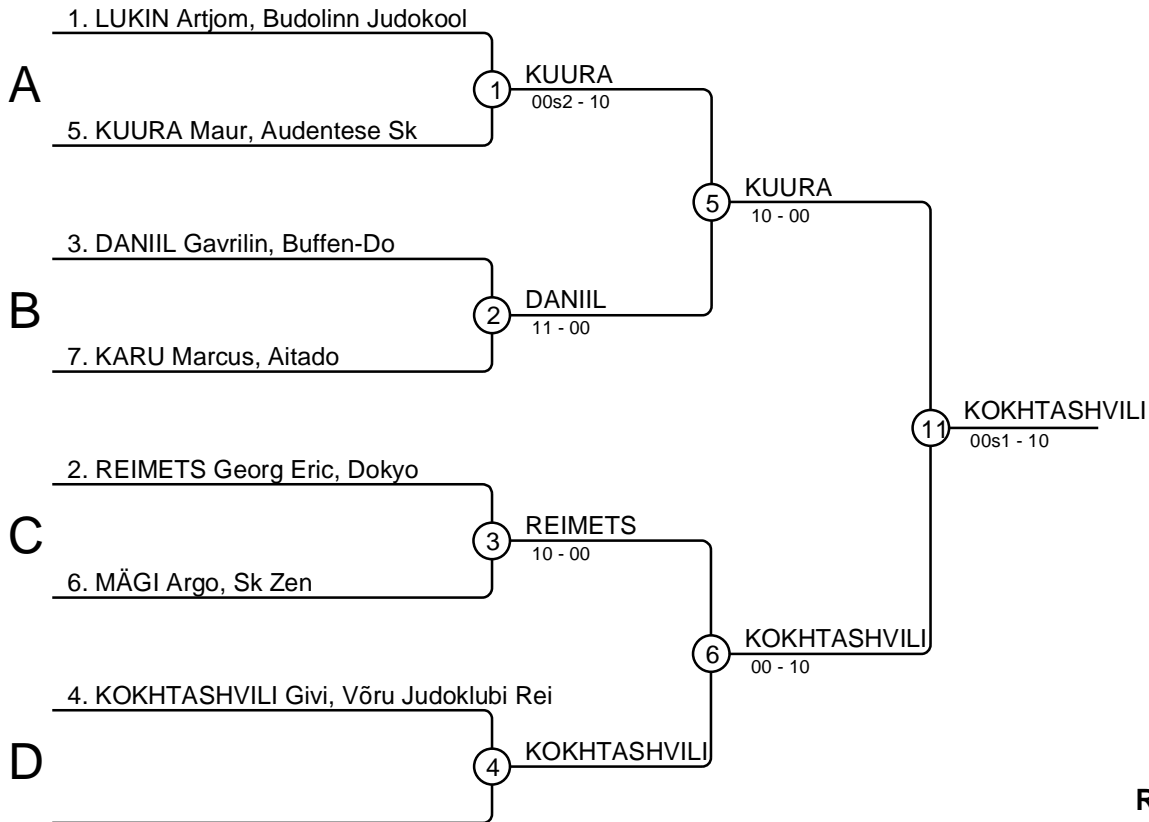 1. LUKIN Artjom, Budolinn Judokool
A
1
KUURA
00s2 - 10
5. KUURA Maur, Audentese Sk
5
KUURA
10 - 00
3. DANIIL Gavrilin, Buffen-Do
B
2
DANIIL
11 - 00
7. KARU Marcus, Aitado
11
KOKHTASHVILI
00s1 - 10
2. REIMETS Georg Eric, Dokyo
C
3
REIMETS
10 - 00
6. MÄGI Argo, Sk Zen
6
KOKHTASHVILI
00 - 10
4. KOKHTASHVILI Givi, Võru Judoklubi Rei
D
4
KOKHTASHVILI
R